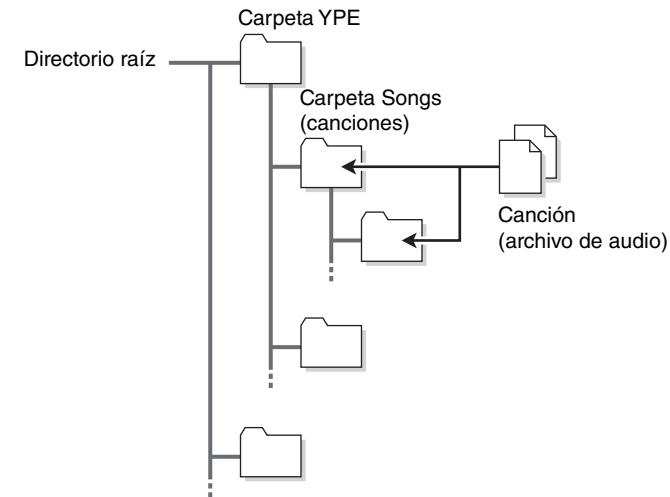 Carpeta YPE
Directorio raíz
Carpeta Songs
(canciones)
Canción
(archivo de audio)